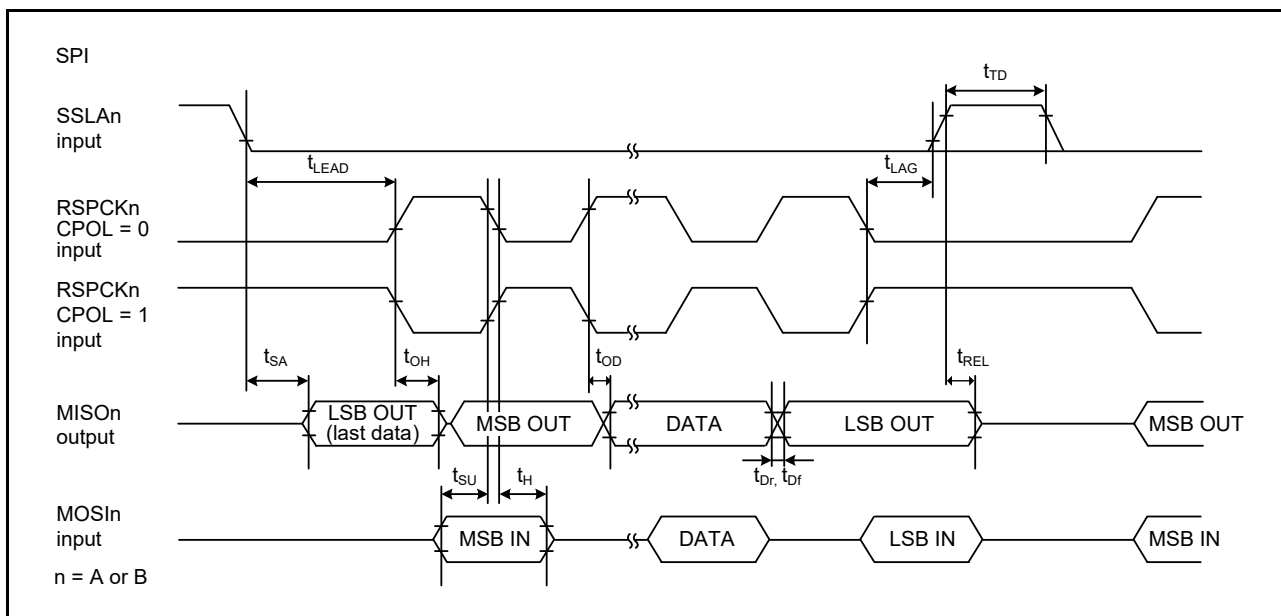 SPI
tTD
SSLAn
input
tLEAD
tLAG
RSPCKn
CPOL = 0
input
RSPCKn
CPOL = 1
input
tSA
tOH
tOD
tREL
MISOn
output
LSB OUT
(last data)
MSB OUT
DATA
LSB OUT
MSB OUT
tSU
tH
tDr, tDf
MOSIn
input
MSB IN
DATA
LSB IN
MSB IN
n = A or B